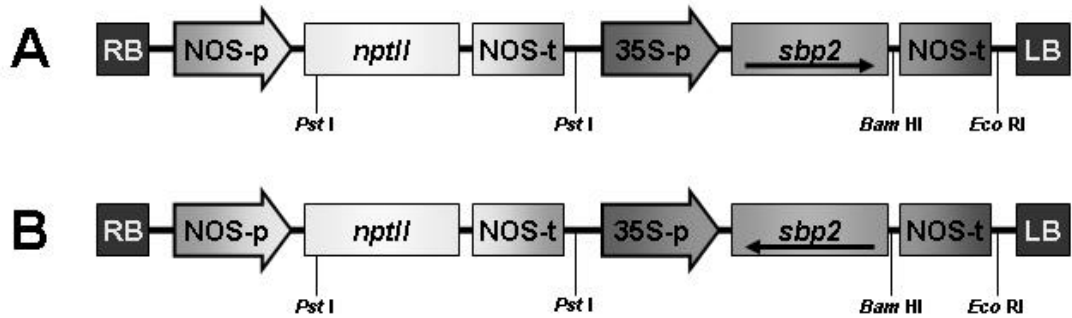 A
RB NOS-p nptII NOS-t 35S-p sbp2 NOS-t LB
Pst I Pst I Bam HI Eco RI
B
RB NOS-p nptII NOS-t 35S-p sbp2 NOS-t LB
Pst I Pst I Bam HI Eco RI